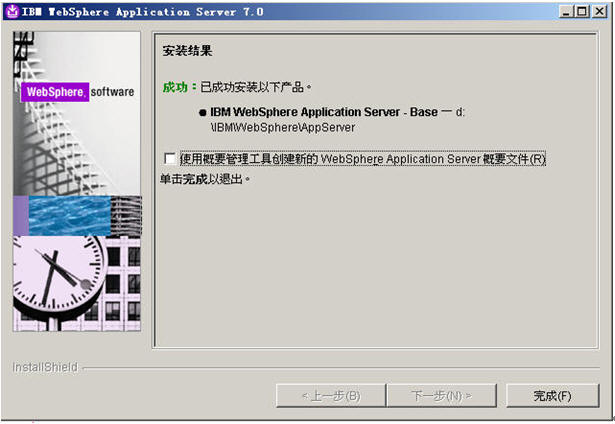 IBM WebSphere Application Server 7.0
WebSphere. software
安装结果
成功：已成功安装以下产品。
● IBM WebSphere Application Server - Base — d:
\IBM\WebSphere\AppServer
使用概要管理工具创建新的 WebSphere Application Server 概要文件(R)
单击完成以退出。
InstallShield
< 上一步(B)
下一步(N) >
完成(F)